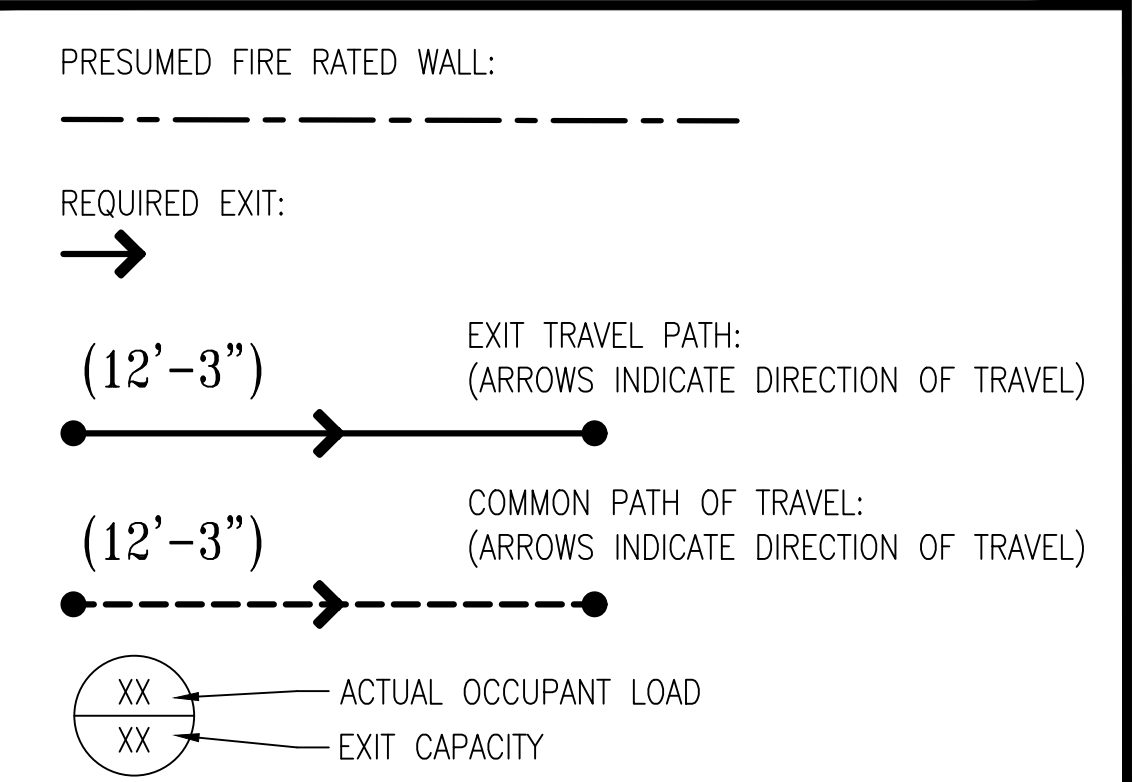 PRESUMED FIRE RATED WALL:
REQUIRED EXIT:
(12'-3")
EXIT TRAVEL PATH:
(ARROWS INDICATE DIRECTION OF TRAVEL)
(12'-3")
COMMON PATH OF TRAVEL:
(ARROWS INDICATE DIRECTION OF TRAVEL)
XX
ACTUAL OCCUPANT LOAD
XX
EXIT CAPACITY